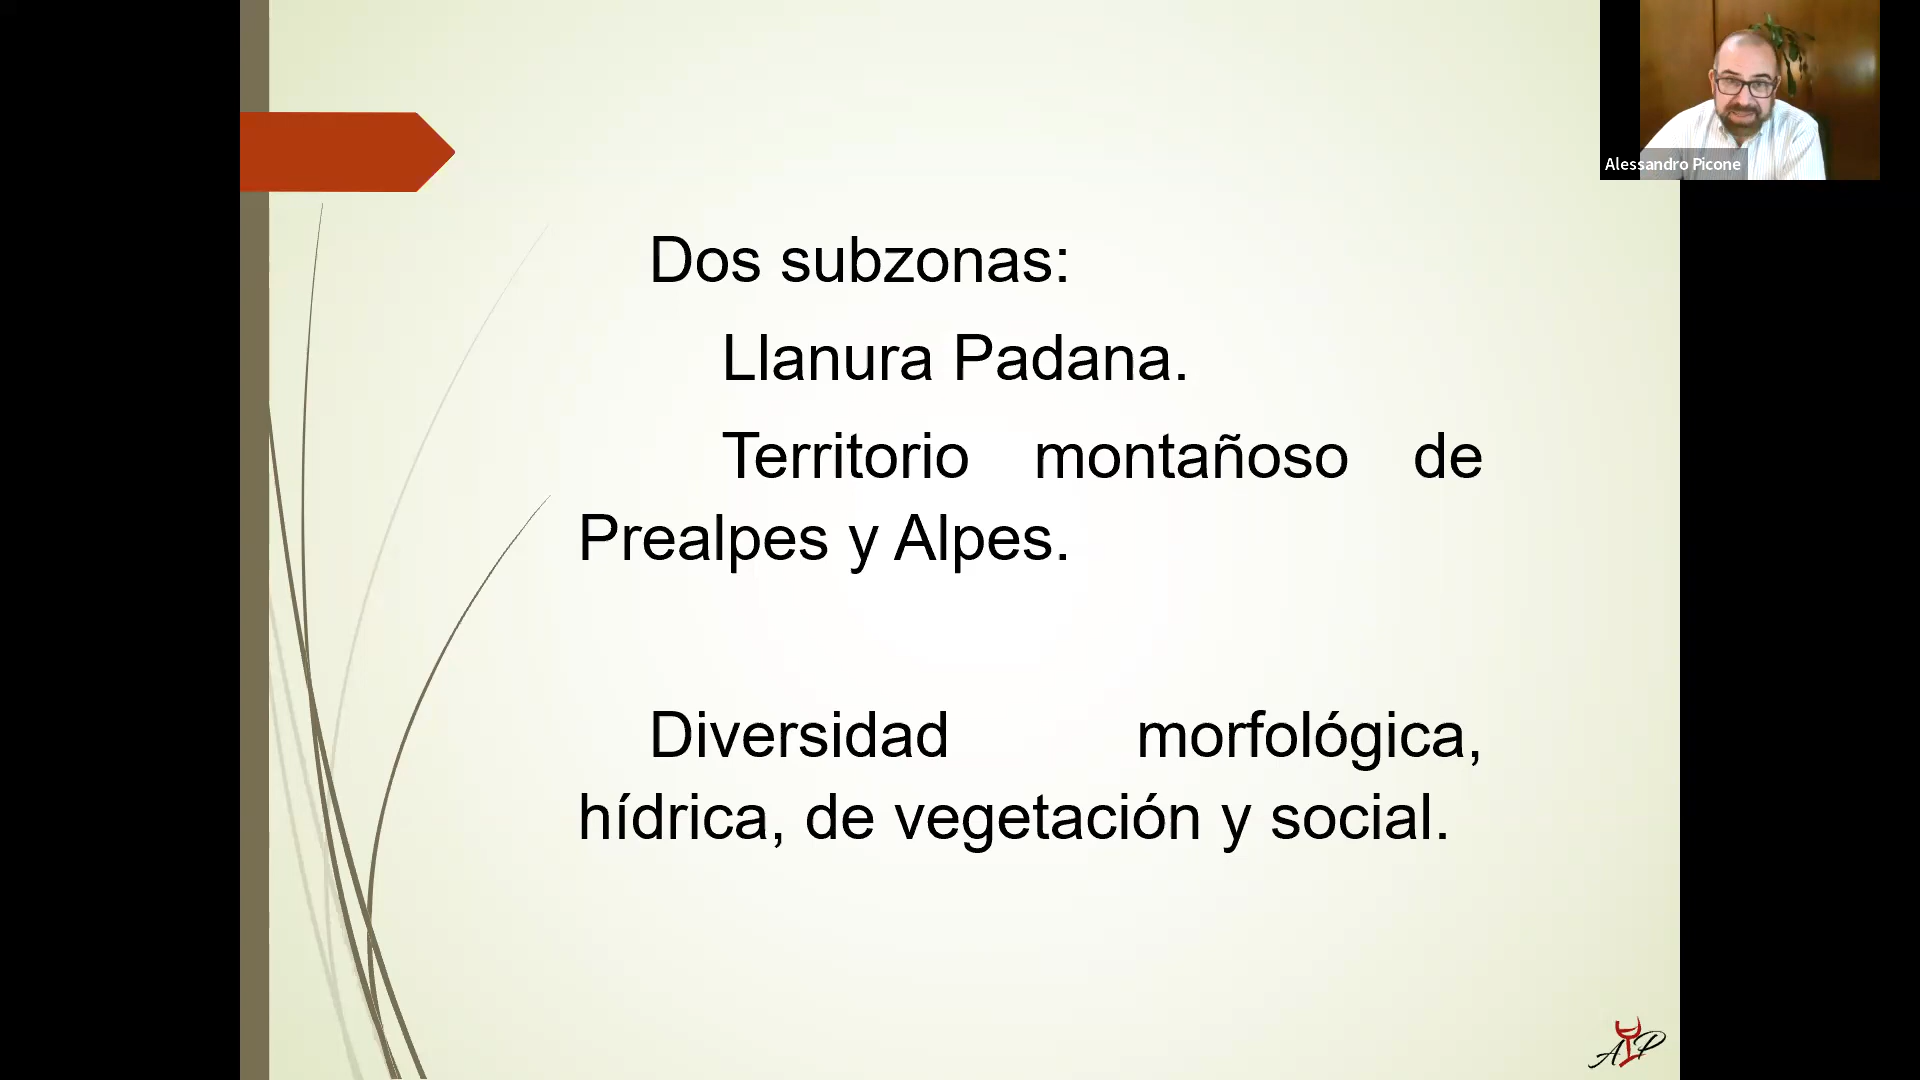 Alessandro Picone
Dos subzonas:
Llanura Padana.
Territorio montañoso de
Prealpes y Alpes.
Diversidad morfológica,
hídrica, de vegetación y social.
A P